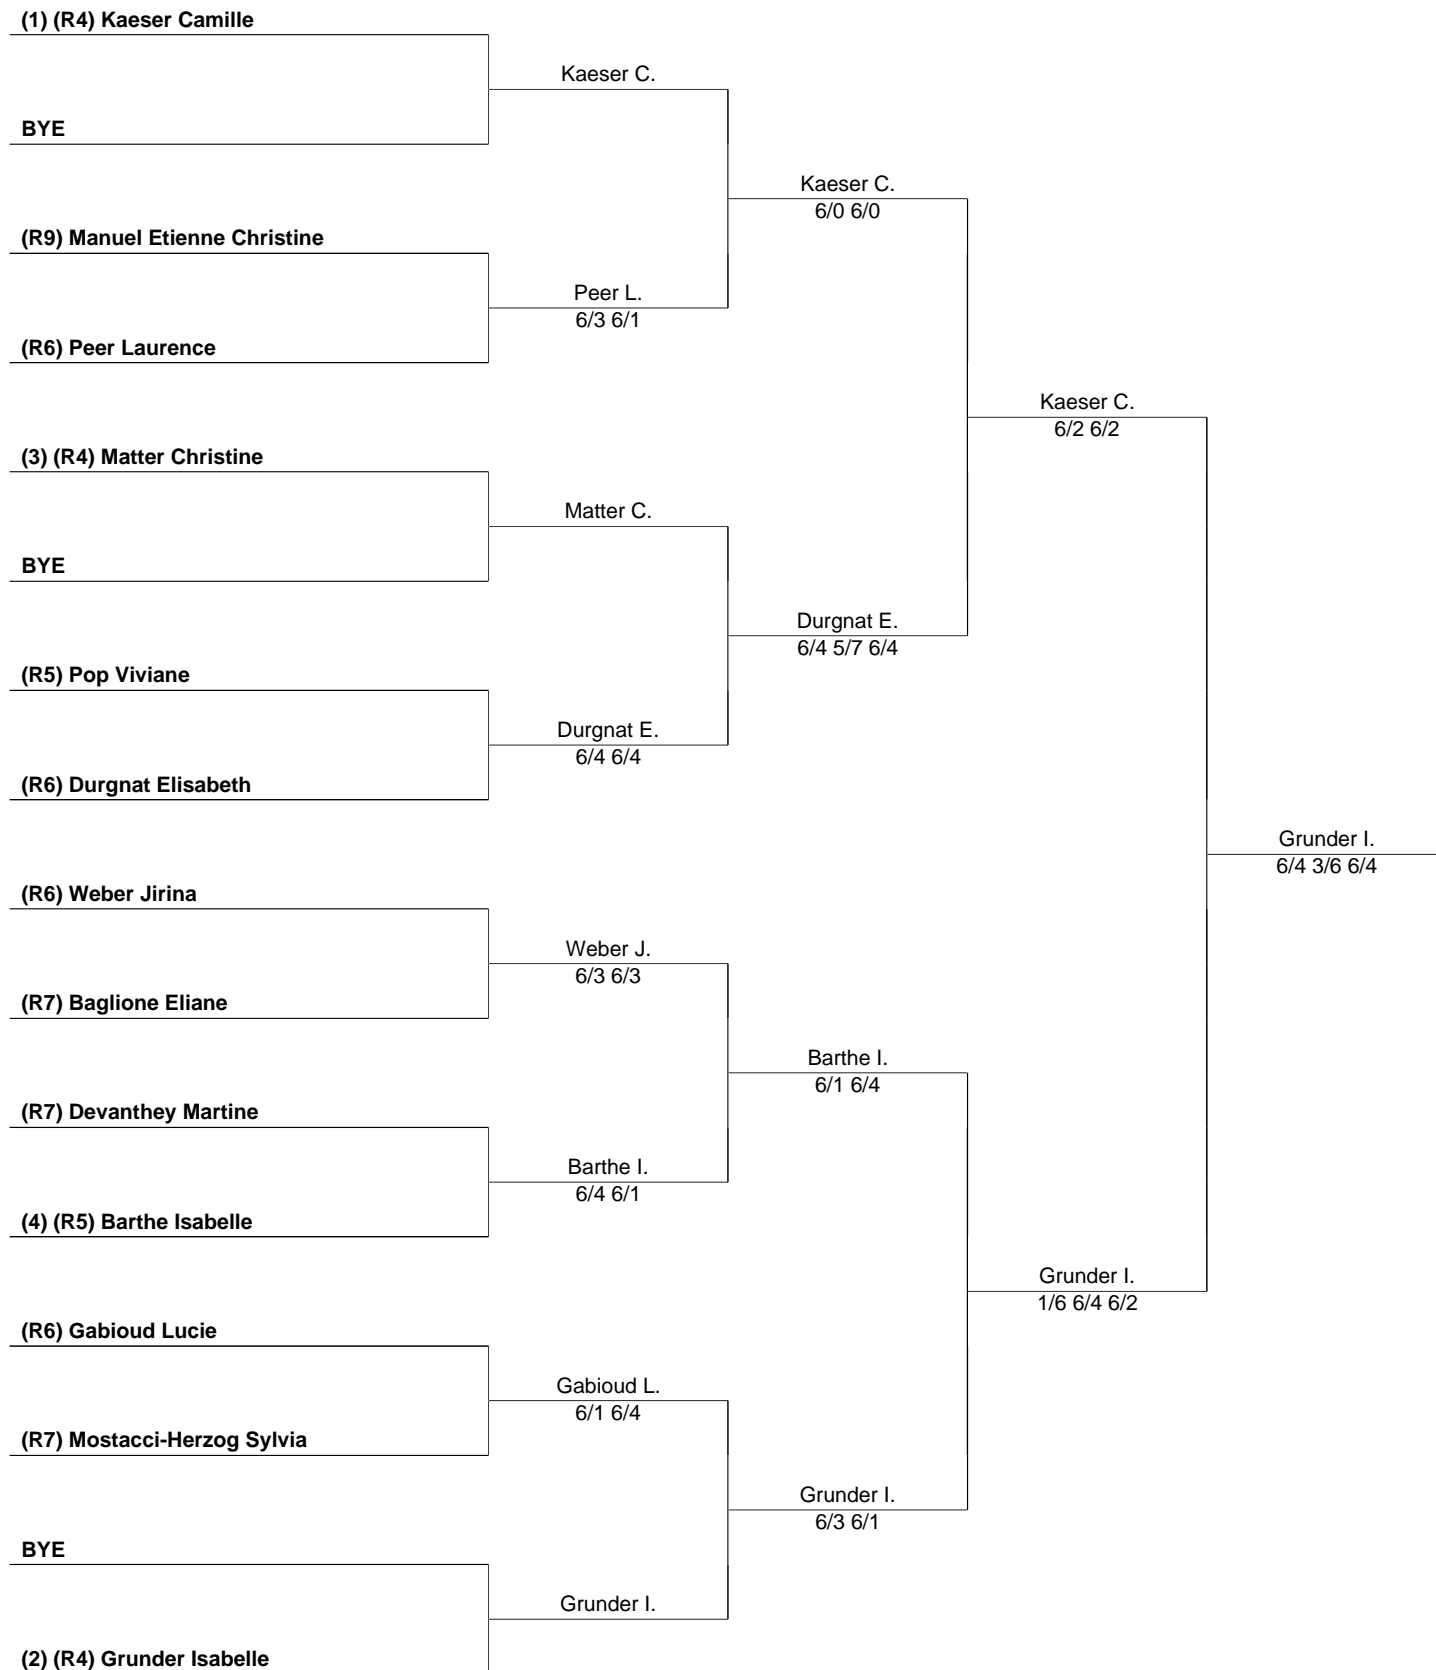 (1) (R4) Kaeser Camille
Kaeser C.
BYE
Kaeser C.
6/0 6/0
(R9) Manuel Etienne Christine
Peer L.
6/3 6/1
(R6) Peer Laurence
Kaeser C.
6/2 6/2
(3) (R4) Matter Christine
Matter C.
BYE
Durgnat E.
6/4 5/7 6/4
(R5) Pop Viviane
Durgnat E.
6/4 6/4
(R6) Durgnat Elisabeth
Grunder I.
6/4 3/6 6/4
(R6) Weber Jirina
Weber J.
6/3 6/3
(R7) Baglione Eliane
Barthe I.
6/1 6/4
(R7) Devanthey Martine
Barthe I.
6/4 6/1
(4) (R5) Barthe Isabelle
Grunder I.
1/6 6/4 6/2
(R6) Gabioud Lucie
Gabioud L.
6/1 6/4
(R7) Mostacci-Herzog Sylvia
Grunder I.
6/3 6/1
BYE
Grunder I.
(2) (R4) Grunder Isabelle